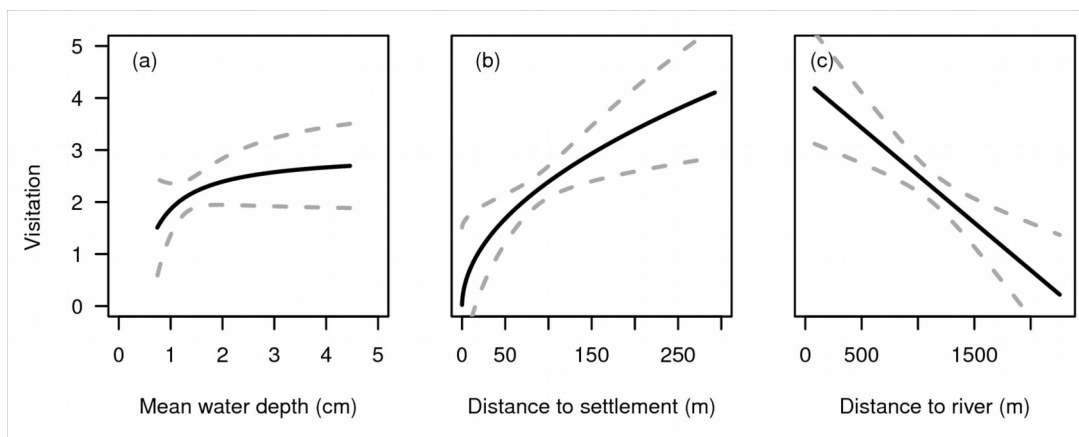 (a) (b) (c)
5
4
3
2
1
0
Visitation
0 1 2 3 4 5 0 50 150 250 0 500 1500
Mean water depth (cm) Distance to settlement (m) Distance to river (m)